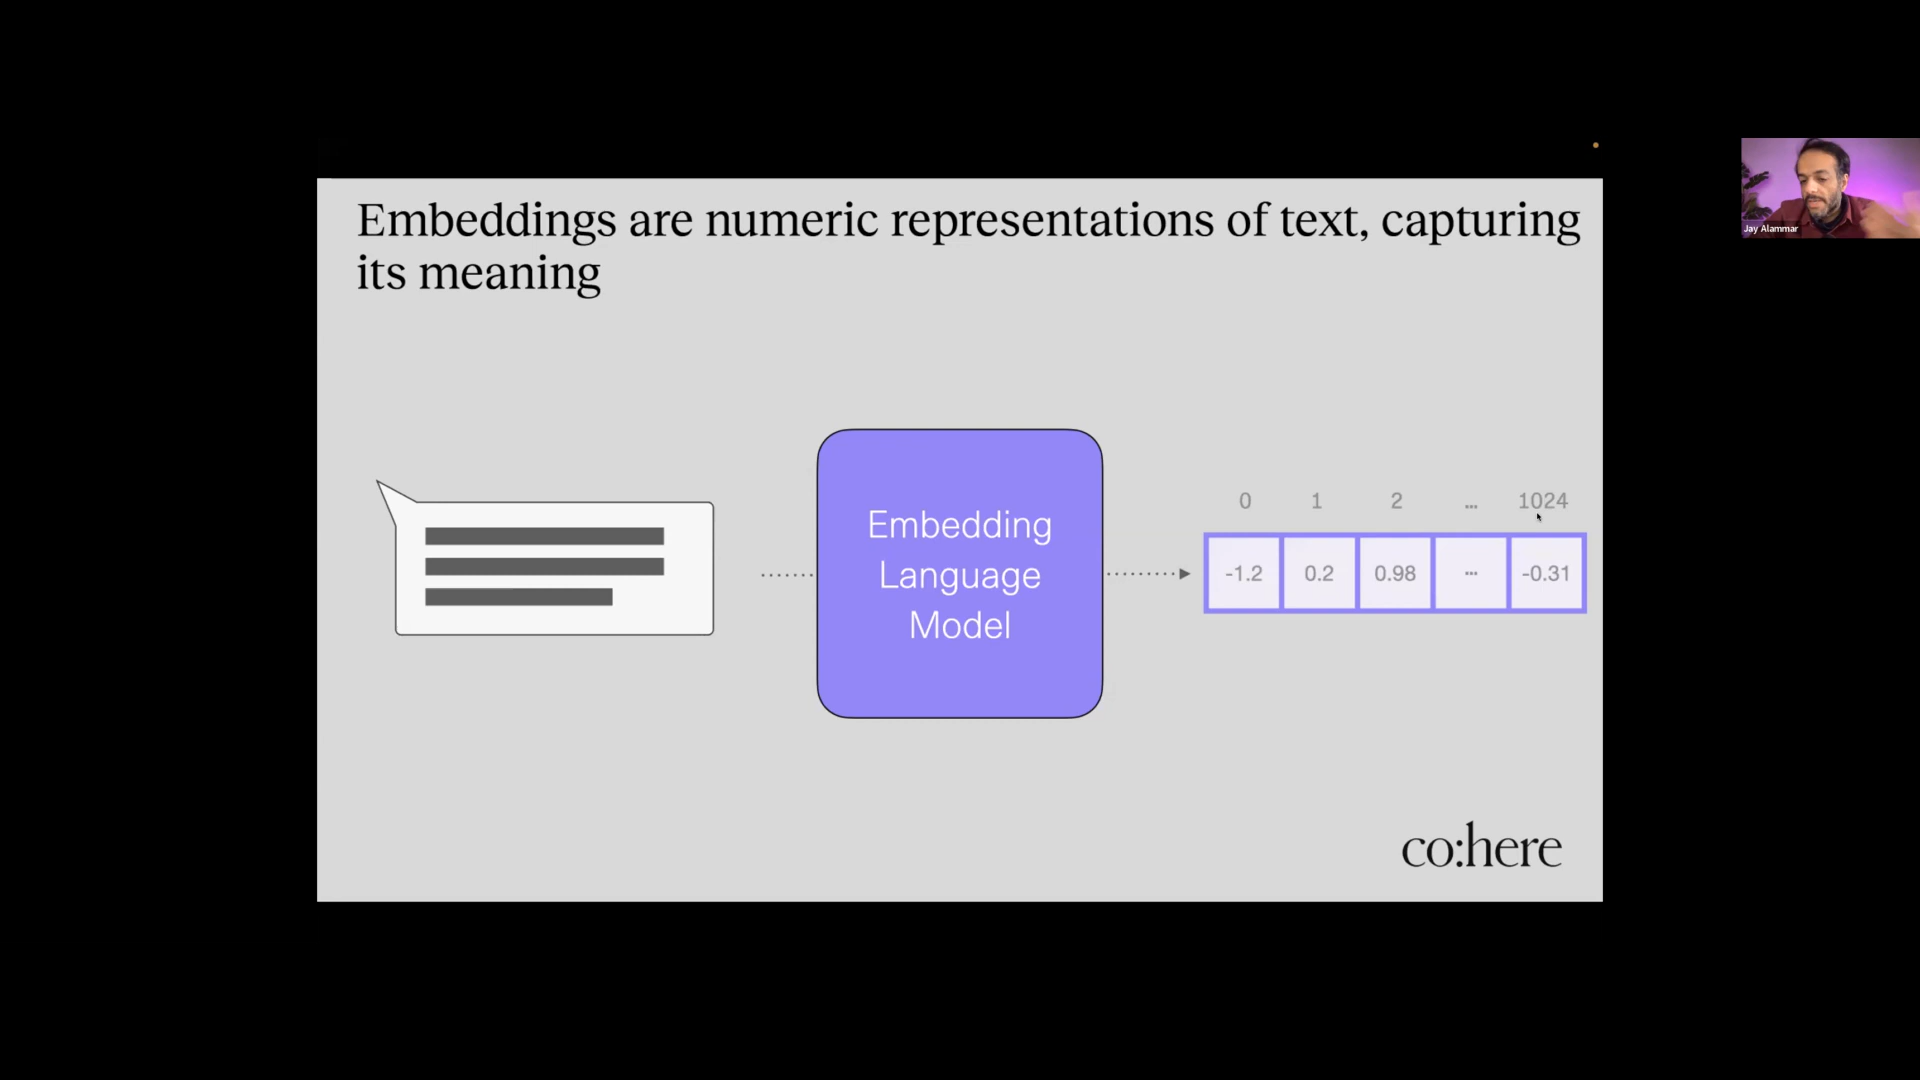 Embeddings are numeric representations of text, capturing
its meaning
Jay Alammar
Embedding
Language
Model
0 1 2 ... 1024
-1.2 0.2 0.98 ... -0.31
co:here